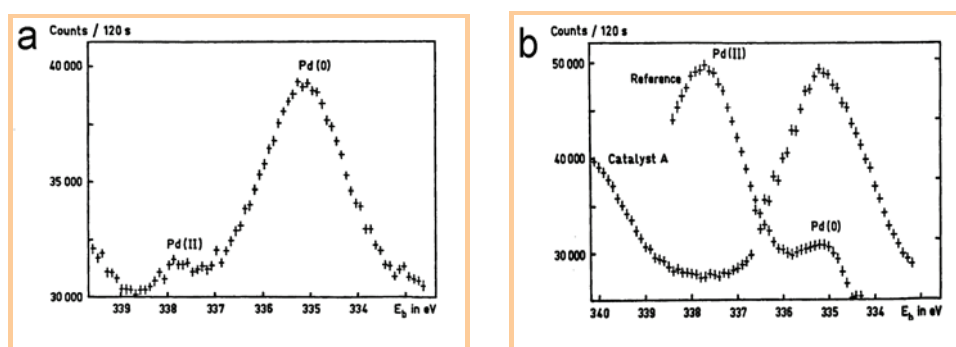 a
Counts / 120 s
40 000
Pd(0)
35 000
Pd(II)
30 000
339
338
337
336
335
334
E_b in eV
b
Counts / 120 s
50 000
Pd(II)
Reference
40 000
Catalyst A
Pd(0)
30 000
340
339
338
337
336
335
334
E_b in eV